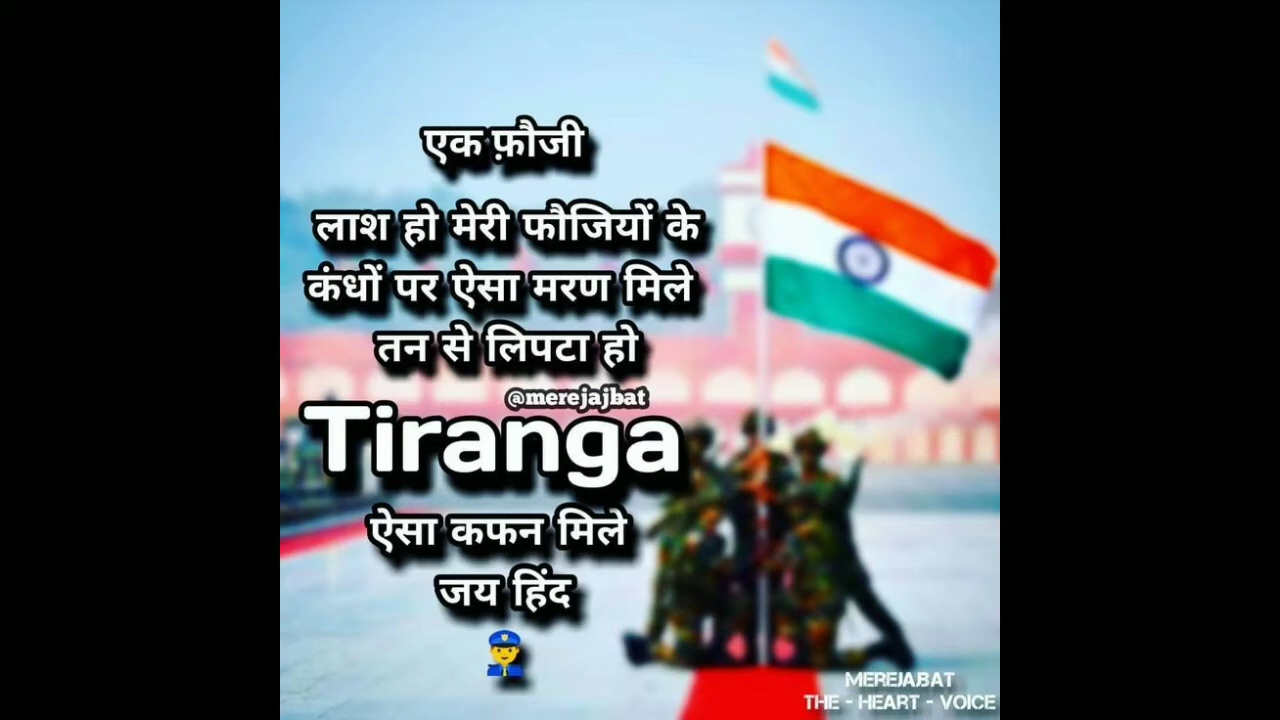 एक फ़ौजी
लाश हो मेरी फौजियों के
कंधों पर ऐसा मरण मिले
तन से लिपटा हो
@merejajbat
Tiranga
ऐसा कफन मिले
जय हिंद
MEREJABAT
THE - HEART - VOICE